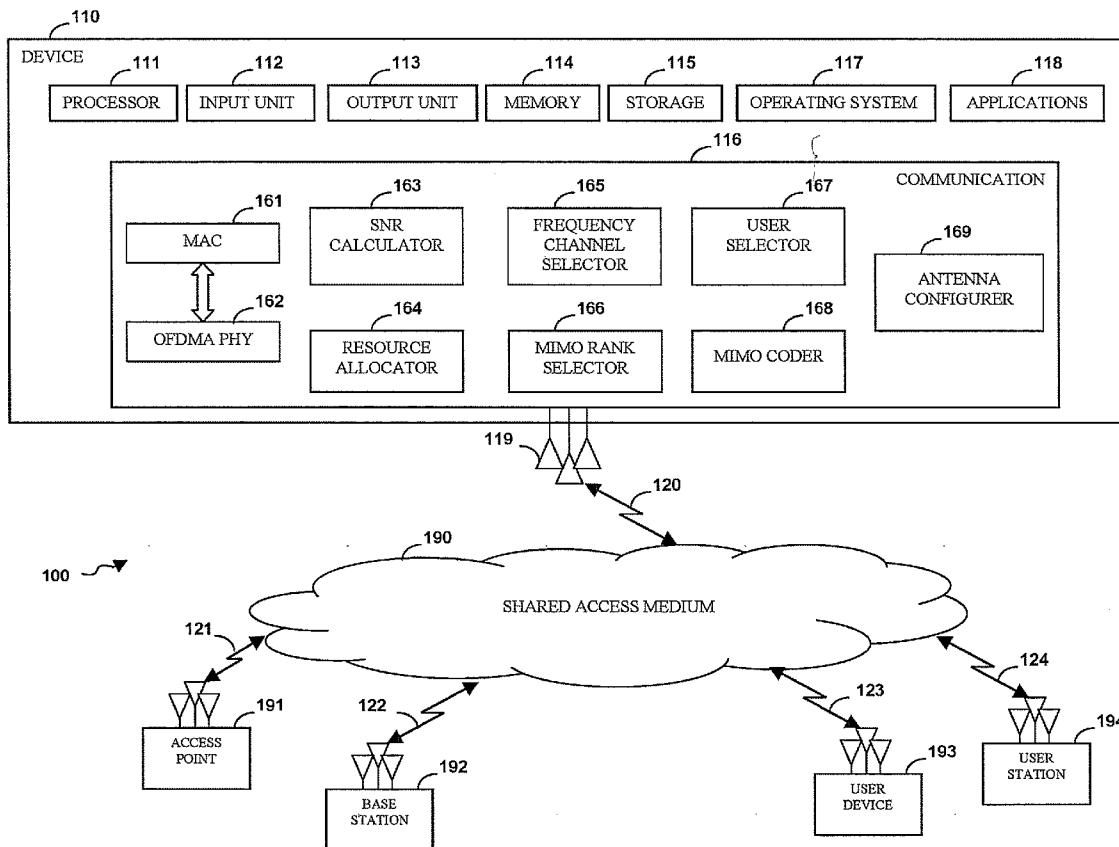 110
DEVICE
111 112 113 114 115 117 118
PROCESSOR INPUT UNIT OUTPUT UNIT MEMORY STORAGE OPERATING SYSTEM APPLICATIONS
116
COMMUNICATION
161
MAC
163
SNR
CALCULATOR
165
FREQUENCY
CHANNEL
SELECTOR
167
USER
SELECTOR
169
ANTENNA
CONFIGURER
162
OFDMA PHY
164
RESOURCE
ALLOCATOR
166
MIMO RANK
SELECTOR
168
MIMO CODER
119
120
190
100
SHARED ACCESS MEDIUM
121
122
123
124
191
ACCESS
POINT
192
BASE
STATION
193
USER
DEVICE
194
USER
STATION